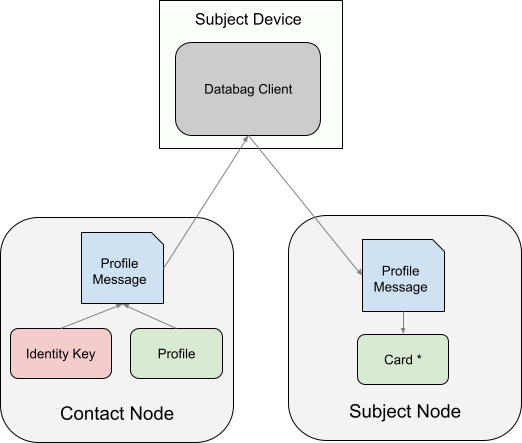 Subject Device
Databag Client
Profile
Message
Identity Key
Profile
Contact Node
Profile
Message
Card *
Subject Node